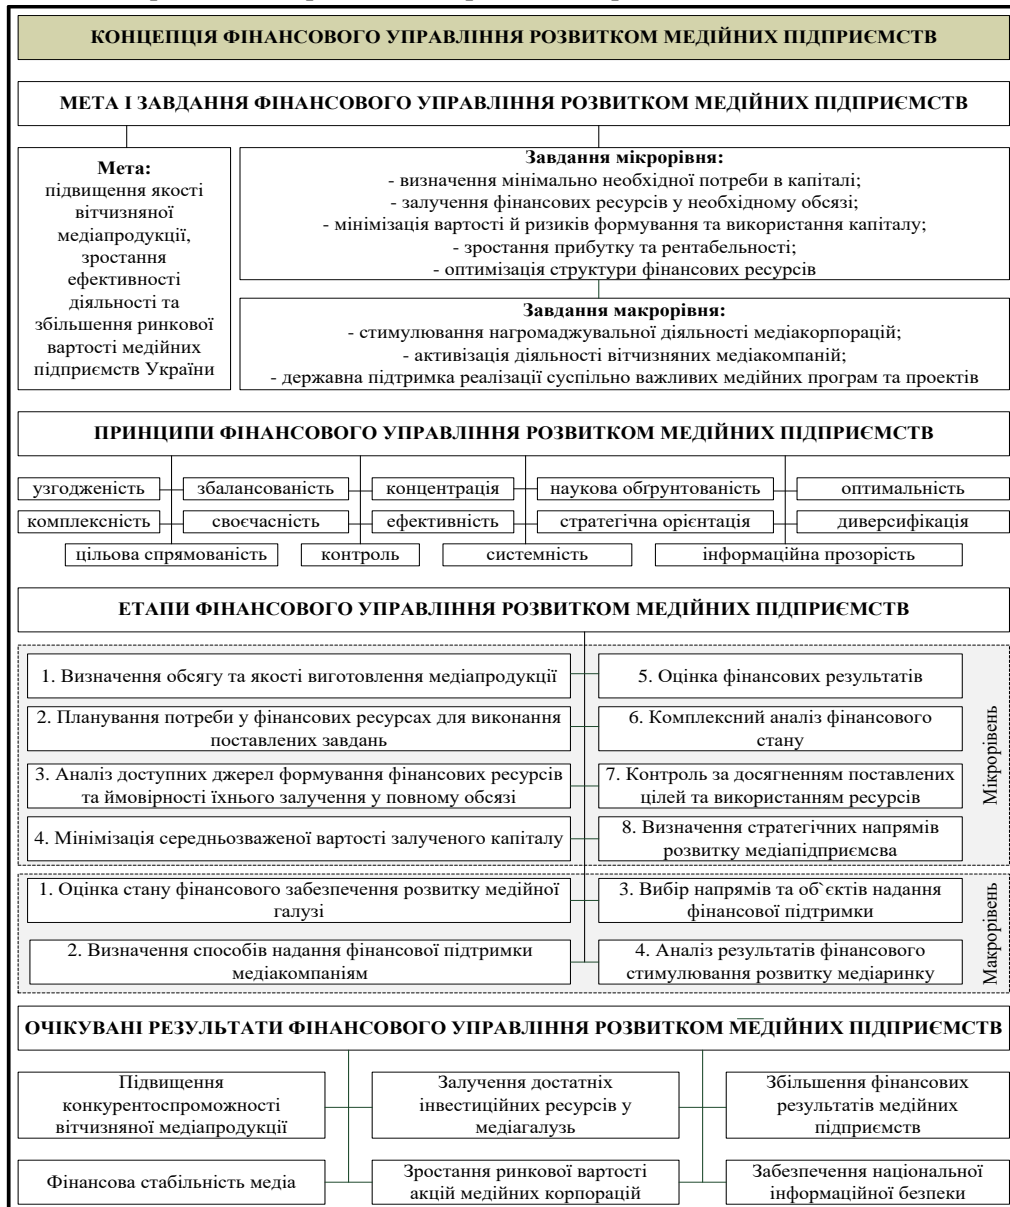 КОНЦЕПЦІЯ ФІНАНСОВОГО УПРАВЛІННЯ РОЗВИТКОМ МЕДІЙНИХ ПІДПРИЄМСТВ
МЕТА І ЗАВДАННЯ ФІНАНСОВОГО УПРАВЛІННЯ РОЗВИТКОМ МЕДІЙНИХ ПІДПРИЄМСТВ
Мета:
підвищення якості
вітчизняної
медіапродукції,
зростання
ефективності
діяльності та
збільшення ринкової
вартості медійних
підприємств України
Завдання мікрорівня:
- визначення мінімально необхідної потреби в капіталі;
- залучення фінансових ресурсів у необхідному обсязі;
- мінімізація вартості й ризиків формування та використання капіталу;
- зростання прибутку та рентабельності;
- оптимізація структури фінансових ресурсів
Завдання макрорівня:
- стимулювання нагромаджувальної діяльності медіакорпорацій;
- активізація діяльності вітчизняних медіакомпаній;
- державна підтримка реалізації суспільно важливих медійних програм та проектів
ПРИНЦИПИ ФІНАНСОВОГО УПРАВЛІННЯ РОЗВИТКОМ МЕДІЙНИХ ПІДПРИЄМСТВ
узгодженість збалансованість концентрація наукова обґрунтованість оптимальність
комплексність своєчасність ефективність стратегічна орієнтація диверсифікація
цільова спрямованість контроль системність інформаційна прозорість
ЕТАПИ ФІНАНСОВОГО УПРАВЛІННЯ РОЗВИТКОМ МЕДІЙНИХ ПІДПРИЄМСТВ
1. Визначення обсягу та якості виготовлення медіапродукції
2. Планування потреби у фінансових ресурсах для виконання
поставлених завдань
3. Аналіз доступних джерел формування фінансових ресурсів
та ймовірності їхнього залучення у повному обсязі
4. Мінімізація середньозваженої вартості залученого капіталу
5. Оцінка фінансових результатів
6. Комплексний аналіз фінансового
стану
7. Контроль за досягненням поставлених
цілей та використанням ресурсів
8. Визначення стратегічних напрямів
розвитку медіапідприємсва
Мікрорівень
1. Оцінка стану фінансового забезпечення розвитку медійної
галузі
2. Визначення способів надання фінансової підтримки
медіакомпаніям
3. Вибір напрямів та об`єктів надання
фінансової підтримки
4. Аналіз результатів фінансового
стимулювання розвитку медіаринку
Макрорівень
ОЧІКУВАНІ РЕЗУЛЬТАТИ ФІНАНСОВОГО УПРАВЛІННЯ РОЗВИТКОМ МЕДІЙНИХ ПІДПРИЄМСТВ
Підвищення
конкурентоспроможності
вітчизняної медіапродукції
Залучення достатніх
інвестиційних ресурсів у
медіагалузь
Збільшення фінансових
результатів медійних
підприємств
Фінансова стабільність медіа
Зростання ринкової вартості
акцій медійних корпорацій
Забезпечення національної
інформаційної безпеки